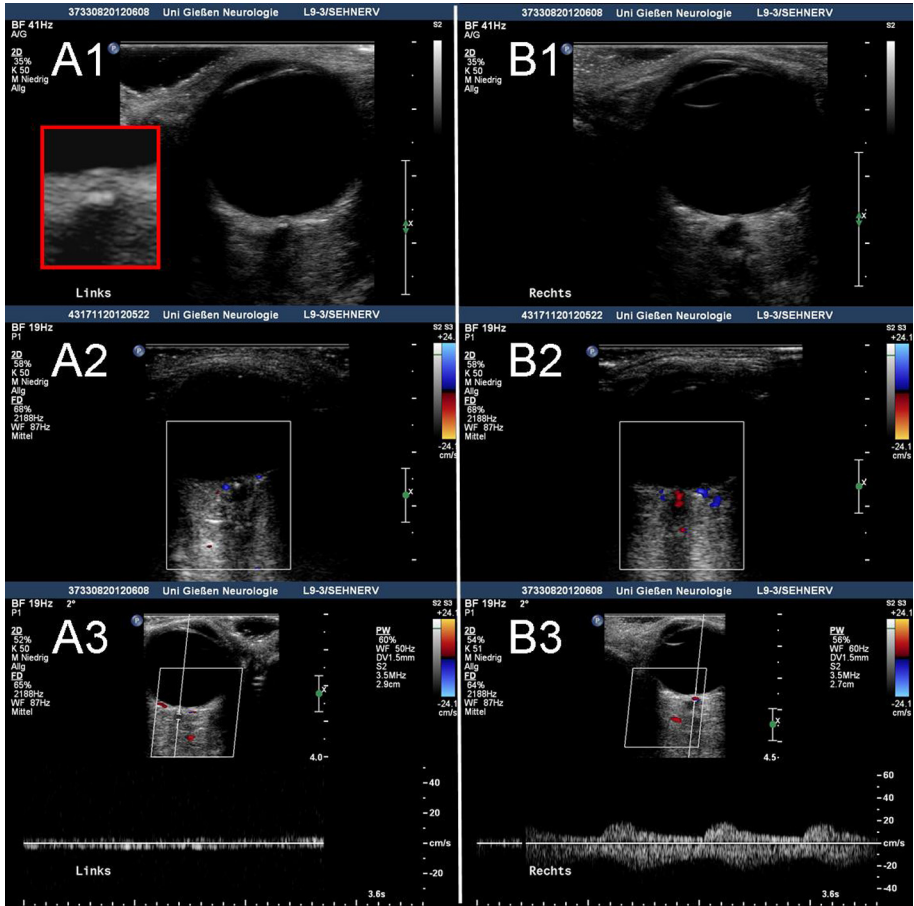 37330820120608 Uni Gießen Neurologie L9-3/SEHNERV
BF 41Hz
A/G
2D
35%
K 50
M Niedrig
Allg
P
A1
S2
X
Links
37330820120608 Uni Gießen Neurologie L9-3/SEHNERV
BF 41Hz
A/G
2D
35%
K 50
M Niedrig
Allg
P
B1
S2
X
Rechts
43171120120522 Uni Gießen Neurologie L9-3/SEHNERV
BF 19Hz
P1
2D
58%
K 50
M Niedrig
Allg
FD
68%
2188Hz
WF 87Hz
Mittel
P
A2
S2 S3
+24.1
-24.1
cm/s
X
43171120120522 Uni Gießen Neurologie L9-3/SEHNERV
BF 19Hz
P1
2D
58%
K 50
M Niedrig
Allg
FD
68%
2188Hz
WF 87Hz
Mittel
P
B2
S2 S3
+24.1
-24.1
cm/s
X
37330820120608 Uni Gießen Neurologie L9-3/SEHNERV
BF 19Hz 2°
P1
2D
52%
K 50
M Niedrig
Allg
FD
65%
2188Hz
WF 87Hz
Mittel
P
A3
PW
60%
WF 60Hz
DV1.5mm
S2
3.5MHz
2.9cm
S2 S3
+24.1
-24.1
cm/s
X
4.0
40
20
cm/s
-20
Links
3.6s
37330820120608 Uni Gießen Neurologie L9-3/SEHNERV
BF 19Hz 2°
P1
2D
54%
K 51
M Niedrig
Allg
FD
64%
2188Hz
WF 87Hz
Mittel
P
B3
PW
56%
WF 50Hz
DV1.5mm
S2
3.5MHz
2.7cm
S2 S3
+24.1
-24.1
cm/s
X
4.5
60
40
20
cm/s
-20
-40
Rechts
3.6s